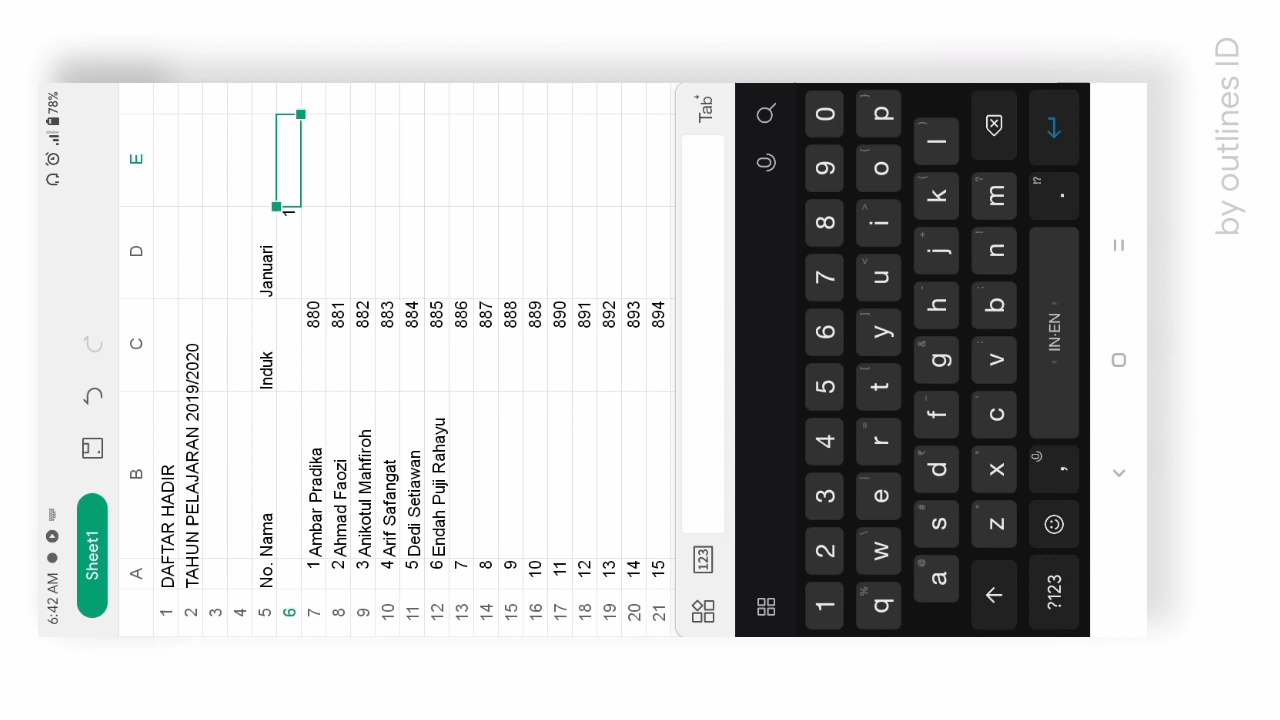 6:42 AM 78%
Sheet1
A B C D E
1 DAFTAR HADIR
2 TAHUN PELAJARAN 2019/2020
3
4
5 No. Nama Induk Januari
6 1
7 1 Ambar Pradika 880
8 2 Ahmad Faozi 881
9 3 Anikotul Mahfiroh 882
10 4 Arif Safangat 883
11 5 Dedi Setiawan 884
12 6 Endah Puji Rahayu 885
13 7 886
14 8 887
15 9 888
16 10 889
17 11 890
18 12 891
19 13 892
20 14 893
21 15 894
123 Tab
1 2 3 4 5 6 7 8 9 0
q w e r t y u i o p
a s d f g h j k l
z x c v b n m
?123 , IN·EN .
by outlines ID